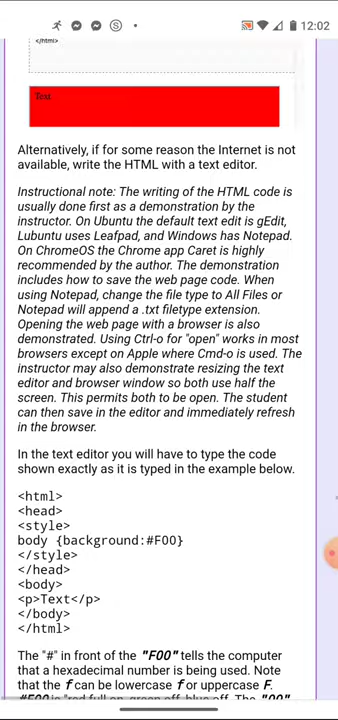 12:02
</html>
Text
Alternatively, if for some reason the Internet is not
available, write the HTML with a text editor.
Instructional note: The writing of the HTML code is
usually done first as a demonstration by the
instructor. On Ubuntu the default text edit is gEdit,
Lubuntu uses Leafpad, and Windows has Notepad.
On ChromeOS the Chrome app Caret is highly
recommended by the author. The demonstration
includes how to save the web page code. When
using Notepad, change the file type to All Files or
Notepad will append a .txt filetype extension.
Opening the web page with a browser is also
demonstrated. Using Ctrl-o for "open" works in most
browsers except on Apple where Cmd-o is used. The
instructor may also demonstrate resizing the text
editor and browser window so both use half the
screen. This permits both to be open. The student
can then save in the editor and immediately refresh
in the browser.
In the text editor you will have to type the code
shown exactly as it is typed in the example below.
<html>
<head>
<style>
body {background:#F00}
</style>
</head>
<body>
<p>Text</p>
</body>
</html>
The "#" in front of the "F00" tells the computer
that a hexadecimal number is being used. Note
that the f can be lowercase f or uppercase F.
#F00 is "red full on, green off, blue off. The "00"